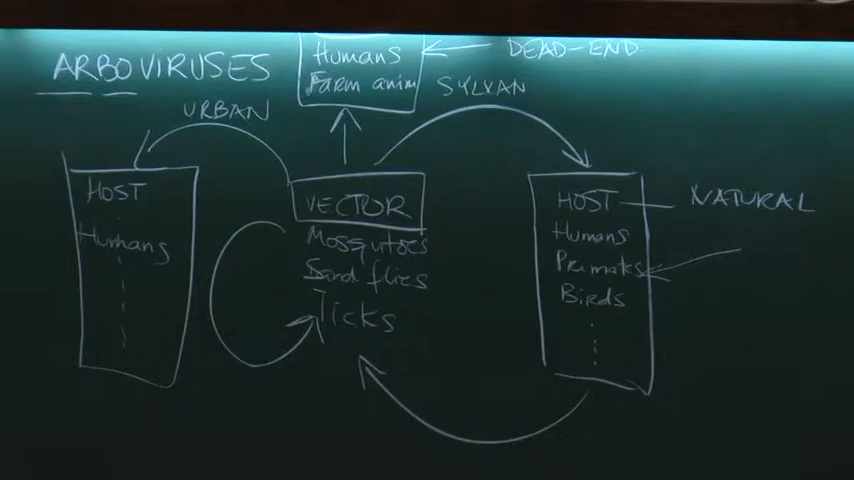 ARBOVIRUSES
Humans
Farm anim
DEAD-END
URBAN
SYLVAN
HOST
Humans
VECTOR
Mosquitoes
Sand flies
Ticks
HOST
Humans
Primates
Birds
NATURAL